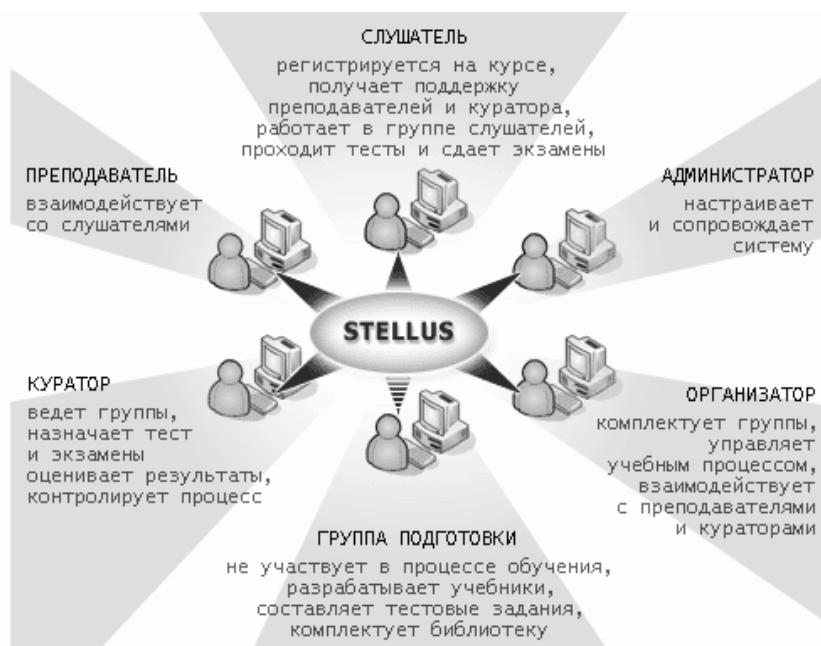 СЛУШАТЕЛЬ
регистрируется на курсе,
получает поддержку
преподавателей и куратора,
работает в группе слушателей,
проходит тесты и сдает экзамены
ПРЕПОДАВАТЕЛЬ
взаимодействует
со слушателями
АДМИНИСТРАТОР
настраивает
и сопровождает
систему
STELLUS
КУРАТОР
ведет группы,
назначает тест
и экзамены
оценивает результаты,
контролирует процесс
ОРГАНИЗАТОР
комплектует группы,
управляет
учебным процессом,
взаимодействует
с преподавателями
и кураторами
ГРУППА ПОДГОТОВКИ
не участвует в процессе обучения,
разрабатывает учебники,
составляет тестовые задания,
комплектует библиотеку